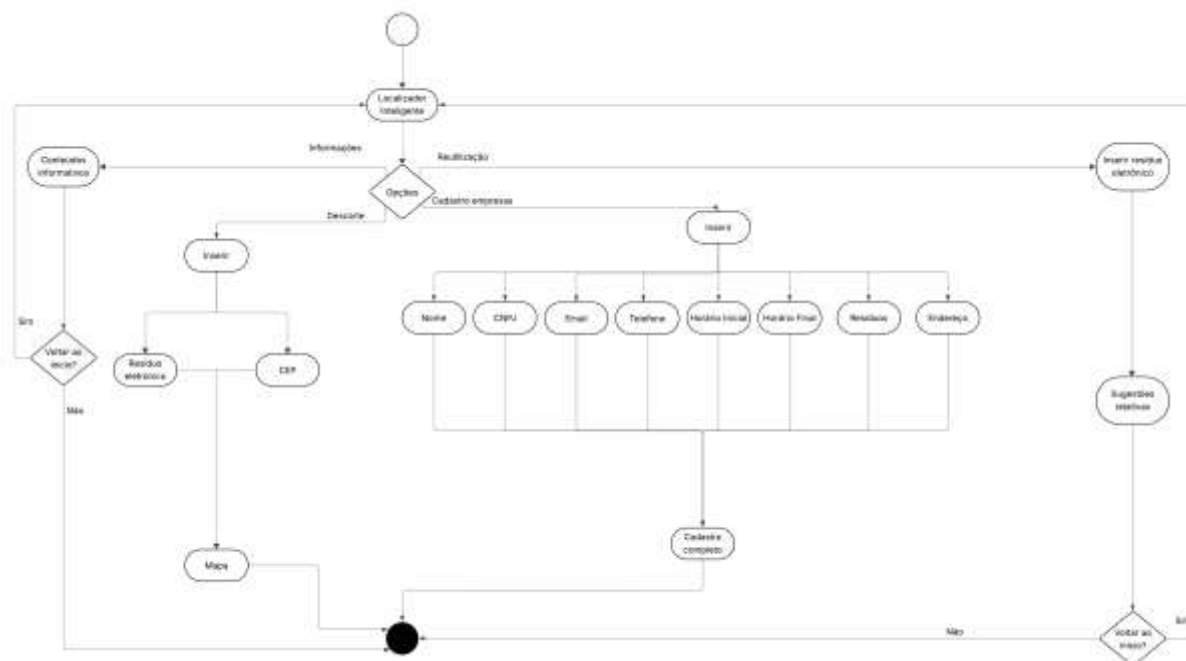 Localizador
Inteligente
Informações
Reutilização
Conteúdos
informativos
Opções
Inserir resíduo
eletrônico
Cadastro empresas
Descarte
Inserir
Inserir
Nome
CNPJ
Email
Telefone
Horário Inicial
Horário Final
Resíduos
Endereço
Sim
Voltar ao
início?
Resíduo
eletrônico
CEP
Não
Sugestões
Cadastro
completo
Mapa
Não
Voltar ao
início?